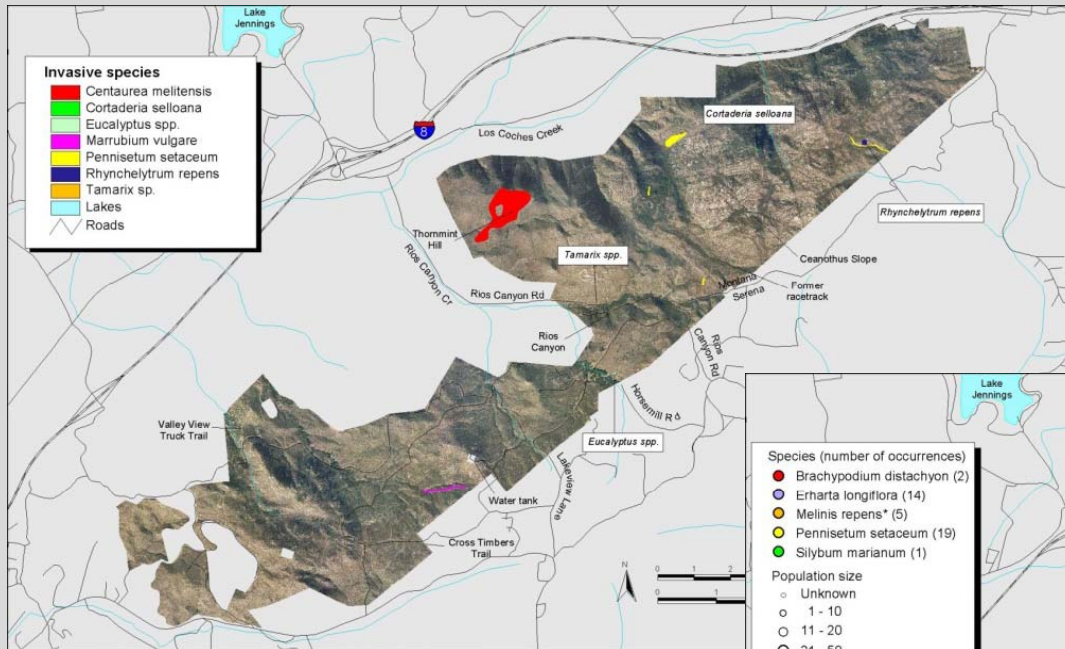 Lake
Jennings
Invasive species
Centaurea melitensis
Cortaderia selloana
Eucalyptus spp.
Marrubium vulgare
Pennisetum setaceum
Rhynchelytrum repens
Tamarix sp.
Lakes
Roads
8
Los Coches Creek
Cortaderia selloana
Rhynchelytrum repens
Thornmint
Hill
Tamarix spp.
Ceanothus Slope
Rios Canyon Cr
Rios Canyon Rd
Montana
Serena
Former
racetrack
Rios
Canyon
Rios
Canyon Rd
Horsemill Rd
Valley View
Truck Trail
Eucalyptus spp.
Water tank
Lakeview Lane
Cross Timbers
Trail
N
0 1 2
0 1
Lake
Jennings
Species (number of occurrences)
Brachypodium distachyon (2)
Erharta longiflora (14)
Melinis repens* (5)
Pennisetum setaceum (19)
Silybum marianum (1)
Population size
Unknown
1 - 10
11 - 20
21 - 50